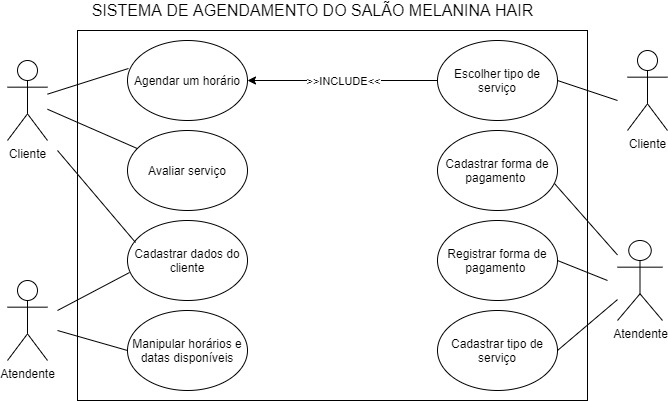 SISTEMA DE AGENDAMENTO DO SALÃO MELANINA HAIR
Agendar um horário
>>INCLUDE<<
Escolher tipo de
serviço
Cliente
Cliente
Avaliar serviço
Cadastrar forma de
pagamento
Cadastrar dados do
cliente
Registrar forma de
pagamento
Atendente
Atendente
Manipular horários e
datas disponíveis
Cadastrar tipo de
serviço